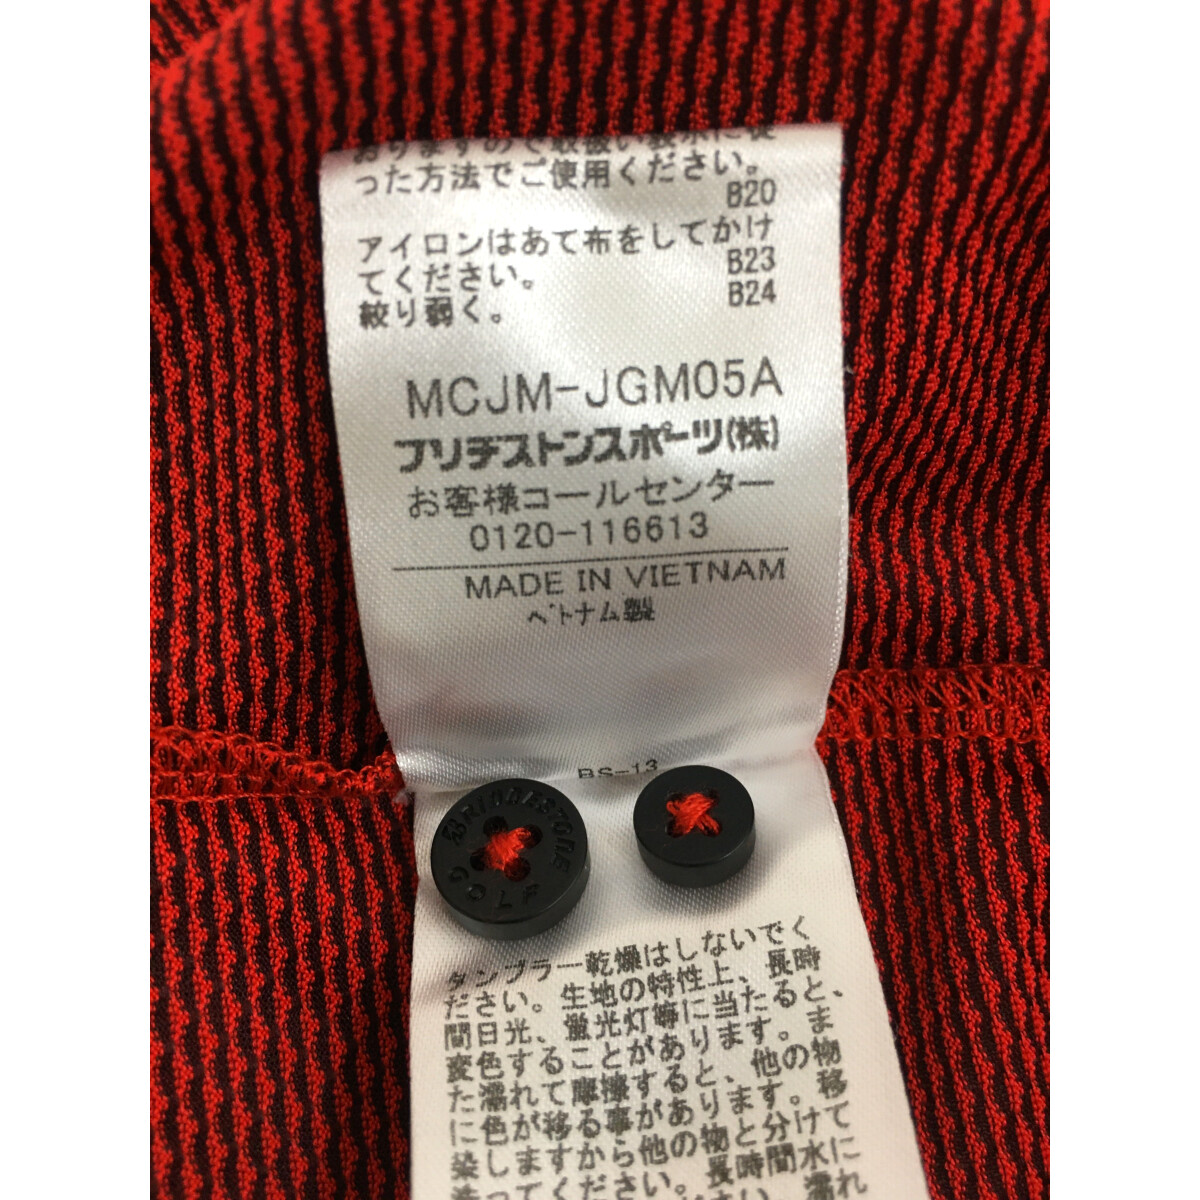 おりますので取扱い表示に従
った方法でご使用ください。
B20
アイロンはあて布をしてかけ
てください。 B23
絞り弱く。 B24
MCJM-JGM05A
ブリヂストンスポーツ(株)
お客様コールセンター
0120-116613
MADE IN VIETNAM
ベトナム製
BS-13
BRIDGESTONE
GOLF
タンブラー乾燥はしないでく
ださい。生地の特性上、長時
間日光、蛍光灯等に当たると、
変色することがあります。ま
た濡れて摩擦すると、他の物
に色が移る事があります。移
染しますから他の物と分けて
洗ってください。長時間水に